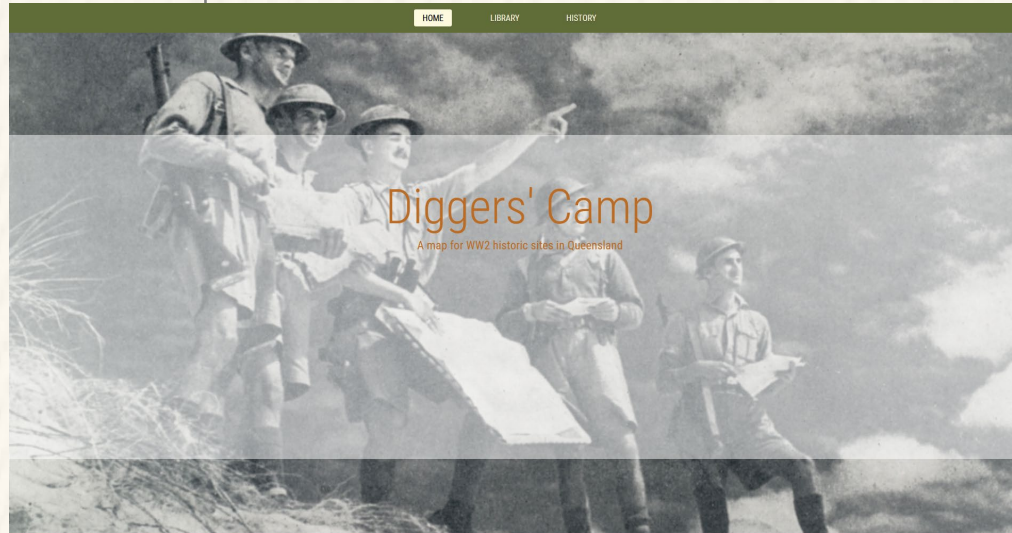 HOME LIBRARY HISTORY
Diggers' Camp
A map for WW2 historic sites in Queensland